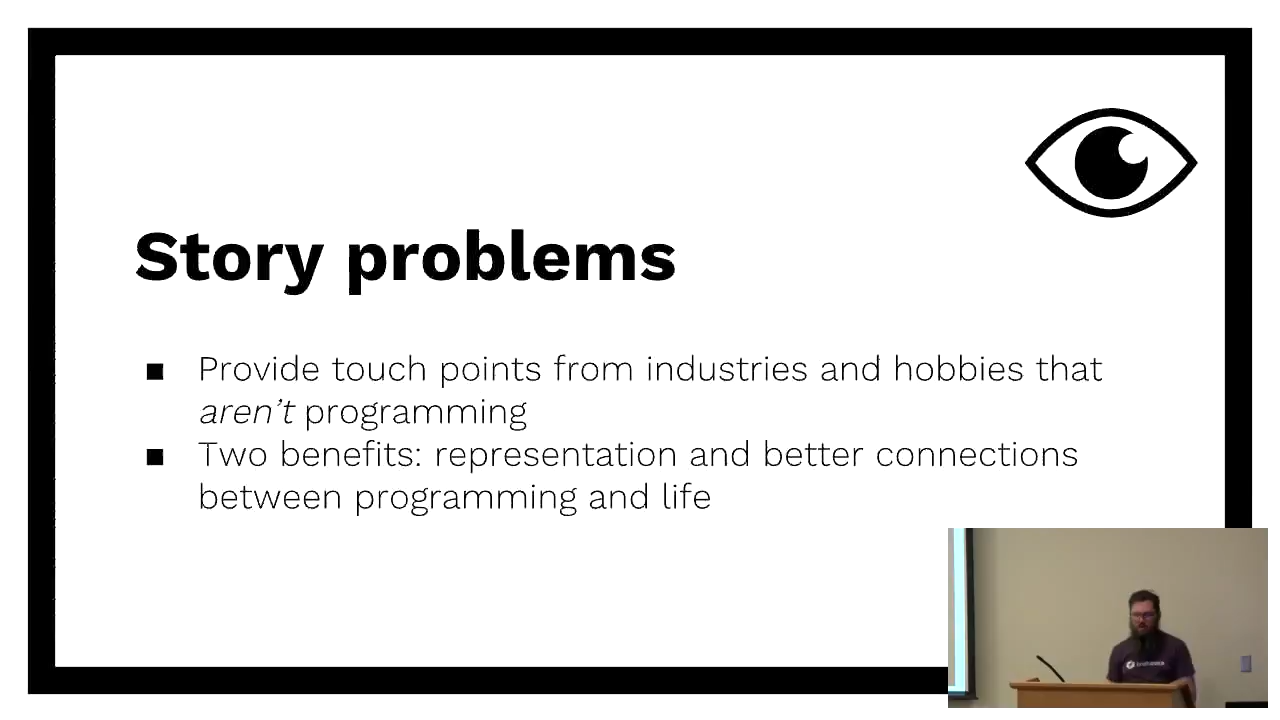 Story problems
▪ Provide touch points from industries and hobbies that
aren't programming
▪ Two benefits: representation and better connections
between programming and life